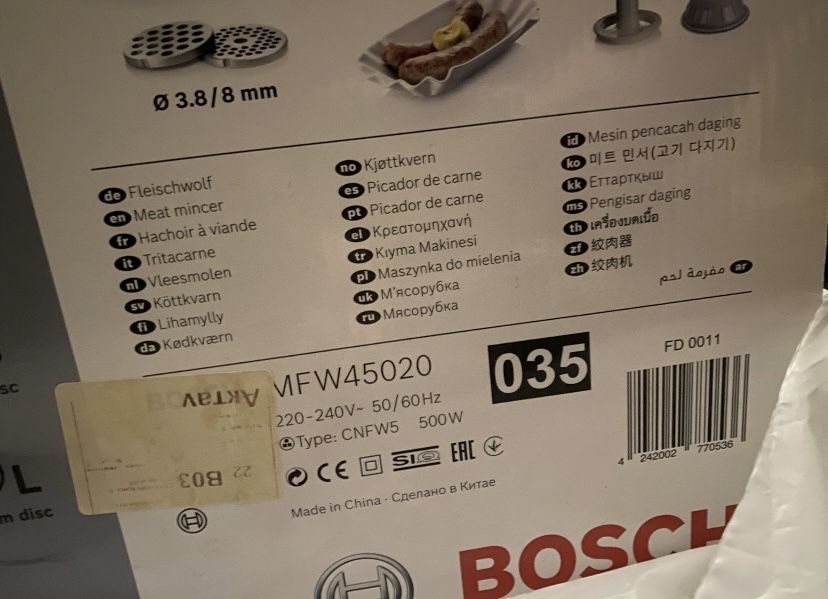 Ø 3.8/8 mm
de Fleischwolf
en Meat mincer
fr Hachoir à viande
it Tritacarne
nl Vleesmolen
sv Köttkvarn
fi Lihamylly
da Kødkværn
no Kjøttkvern
es Picador de carne
pt Picador de carne
el Κρεατομηχανή
tr Kıyma Makinesi
pl Maszynka do mielenia
uk М'ясорубка
ru Мясорубка
id Mesin pencacah daging
ko 미트 민서(고기 다지기)
kk Еттартқыш
ms Pengisar daging
th เครื่องบดเนื้อ
zf 絞肉器
zh 绞肉机
ar مفرمة لحم
MFW45020
220-240V~ 50/60Hz
Type: CNFW5 500W
035
FD 0011
4 242002 770536
CE EAC
Made in China · Сделано в Китае
Актау
22 B03
sc
L
m disc
BOSCH